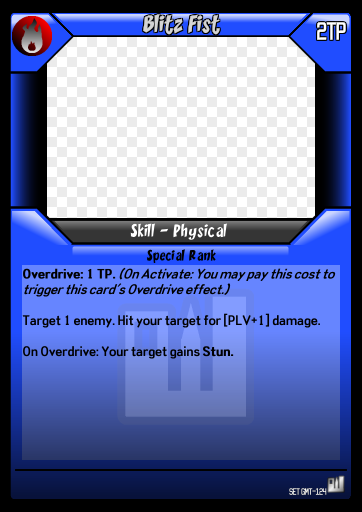 Blitz Fist
2TP
Skill - Physical
Special Rank
Overdrive: 1 TP. (On Activate: You may pay this cost to
trigger this card's Overdrive effect.)
Target 1 enemy. Hit your target for [PLV+1] damage.
On Overdrive: Your target gains Stun.
SET GMT-124